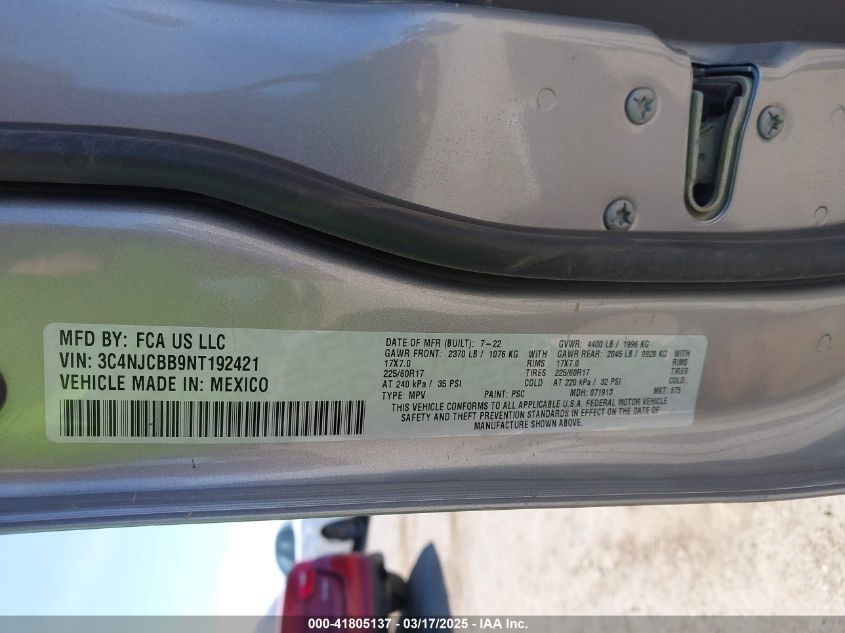 MFD BY: FCA US LLC
VIN: 3C4NJCBB9NT192421
VEHICLE MADE IN: MEXICO
DATE OF MFR (BUILT): 7-22 GVWR: 4400 LB / 1996 KG
GAWR FRONT: 2370 LB / 1076 KG GAWR REAR: 2045 LB / 0928 KG
17X7.0 RIMS 17X7.0 RIMS
225/60R17 TIRES 225/60R17 TIRES
AT 240 kPa / 35 PSI COLD AT 220 kPa / 32 PSI COLD
TYPE: MPV PAINT: PSC MDH: 071913 MKT: 875
THIS VEHICLE CONFORMS TO ALL APPLICABLE U.S.A. FEDERAL MOTOR VEHICLE
SAFETY AND THEFT PREVENTION STANDARDS IN EFFECT ON THE DATE OF
MANUFACTURE SHOWN ABOVE.
000-41805137 - 03/17/2025 - IAA Inc.